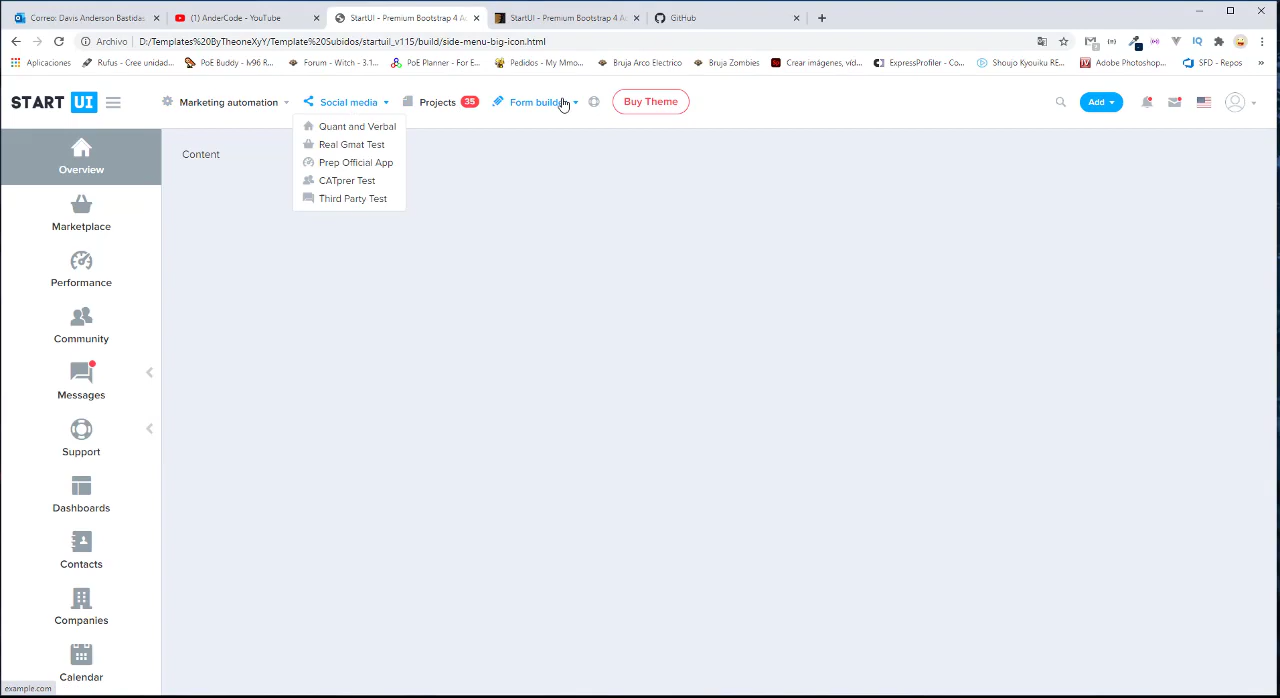 Correo: Davis Anderson Bastidas
(1) AnderCode - YouTube
StartUI - Premium Bootstrap 4 A
StartUI - Premium Bootstrap 4 A
GitHub
Archivo
D:/Templates%20ByTheoneXyY/Template%20Subidos/startuil_v115/build/side-menu-big-icon.html
Aplicaciones
Rufus - Cree unidad...
PoE Buddy - lv96 R...
Forum - Witch - 3.1...
PoE Planner - For E...
Pedidos - My Mmo...
Bruja Arco Electrico
Bruja Zombies
Crear imágenes, víd...
ExpressProfiler - Co...
Shoujo Kyouiku RE...
Adobe Photoshop...
SFD - Repos
»
START UI
Marketing automation
Social media
Projects 35
Form builder
Buy Theme
Add
Quant and Verbal
Real Gmat Test
Prep Official App
CATprer Test
Third Party Test
Content
Overview
Marketplace
Performance
Community
Messages
Support
Dashboards
Contacts
Companies
Calendar
example.com